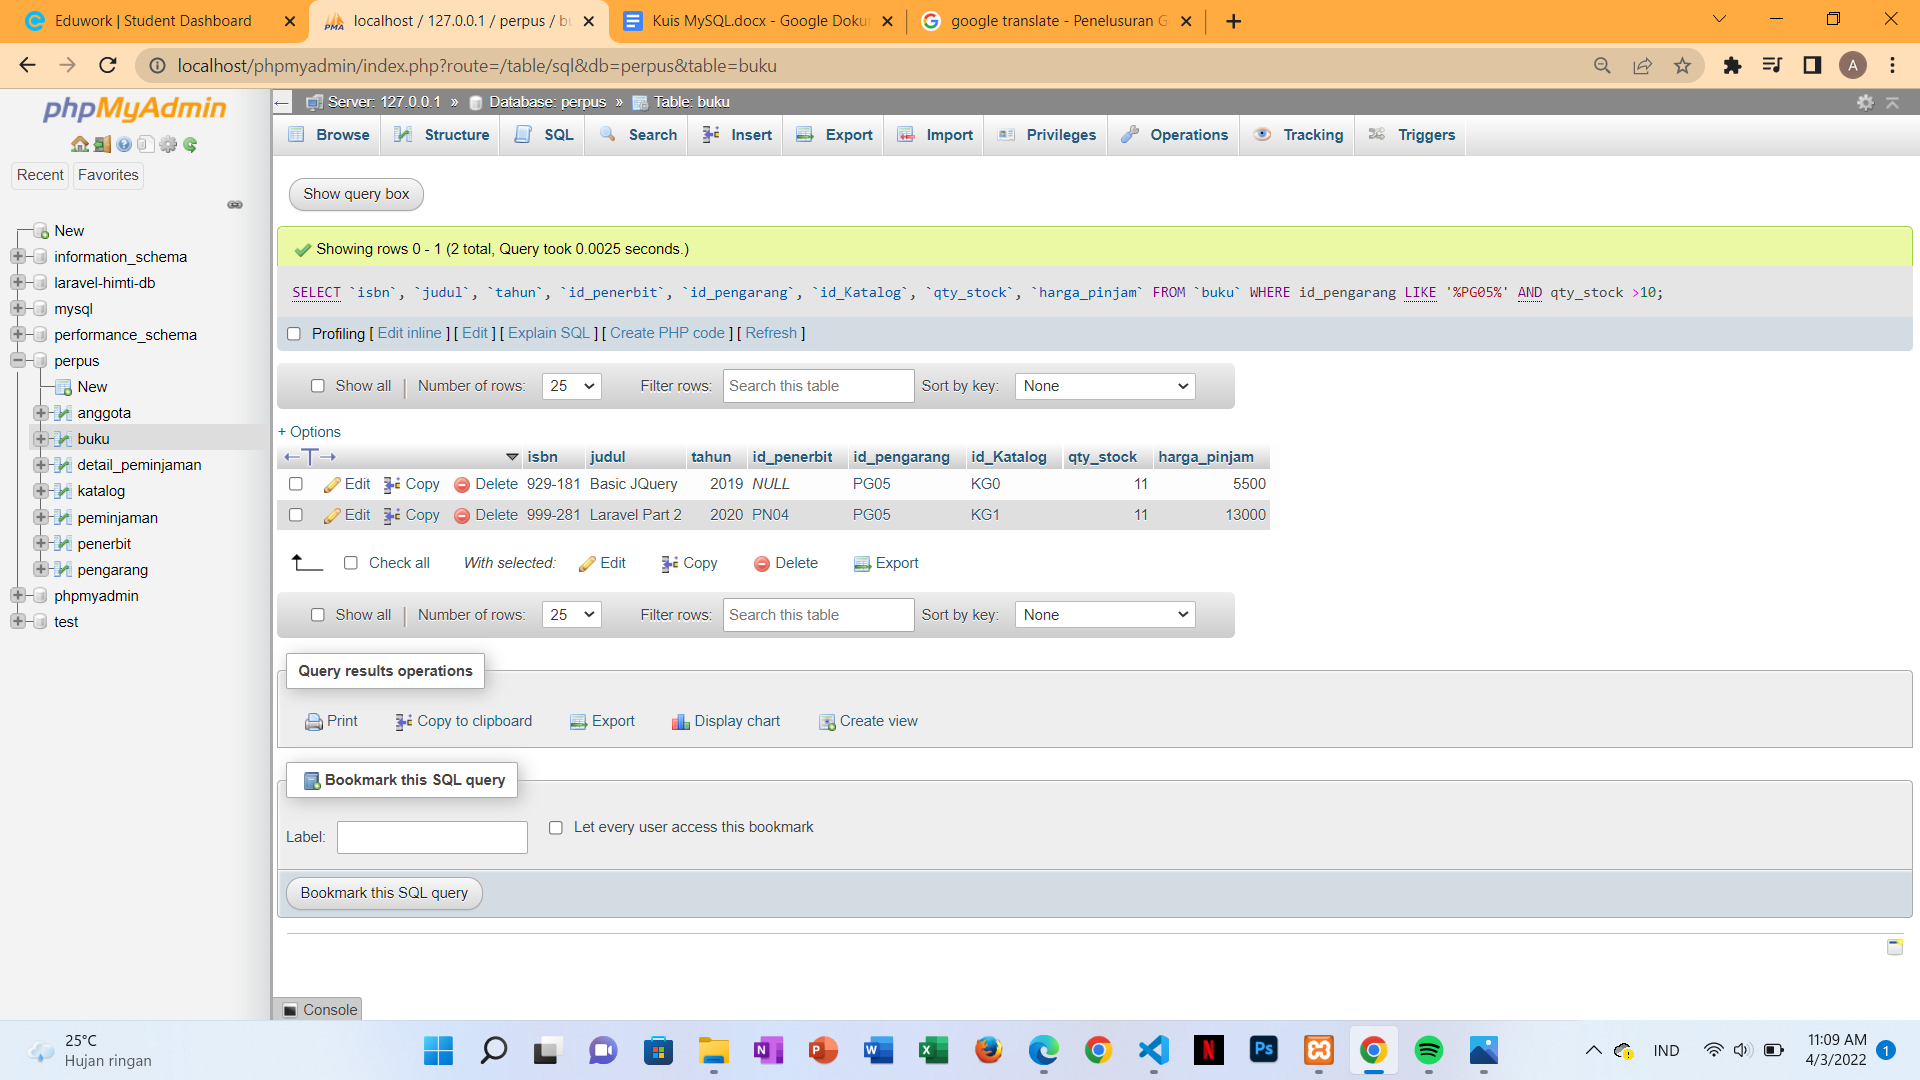 Eduwork | Student Dashboard
localhost / 127.0.0.1 / perpus / bu
Kuis MySQL.docx - Google Dokum
google translate - Penelusuran G
localhost/phpmyadmin/index.php?route=/table/sql&db=perpus&table=buku
A
phpMyAdmin
Recent
Favorites
New
information_schema
laravel-himti-db
mysql
performance_schema
perpus
New
anggota
buku
detail_peminjaman
katalog
peminjaman
penerbit
pengarang
phpmyadmin
test
Server: 127.0.0.1 » Database: perpus » Table: buku
Browse Structure SQL Search Insert Export Import Privileges Operations Tracking Triggers
Show query box
Showing rows 0 - 1 (2 total, Query took 0.0025 seconds.)
SELECT `isbn`, `judul`, `tahun`, `id_penerbit`, `id_pengarang`, `id_Katalog`, `qty_stock`, `harga_pinjam` FROM `buku` WHERE id_pengarang LIKE '%PG05%' AND qty_stock >10;
Profiling [ Edit inline ] [ Edit ] [ Explain SQL ] [ Create PHP code ] [ Refresh ]
Show all | Number of rows: 25 Filter rows: Search this table Sort by key: None
+ Options
isbn judul tahun id_penerbit id_pengarang id_Katalog qty_stock harga_pinjam
Edit Copy Delete 929-181 Basic JQuery 2019 NULL PG05 KG0 11 5500
Edit Copy Delete 999-281 Laravel Part 2 2020 PN04 PG05 KG1 11 13000
Check all With selected: Edit Copy Delete Export
Show all | Number of rows: 25 Filter rows: Search this table Sort by key: None
Query results operations
Print Copy to clipboard Export Display chart Create view
Bookmark this SQL query
Label:
Let every user access this bookmark
Bookmark this SQL query
Console
25°C
Hujan ringan
IND
11:09 AM
4/3/2022
1